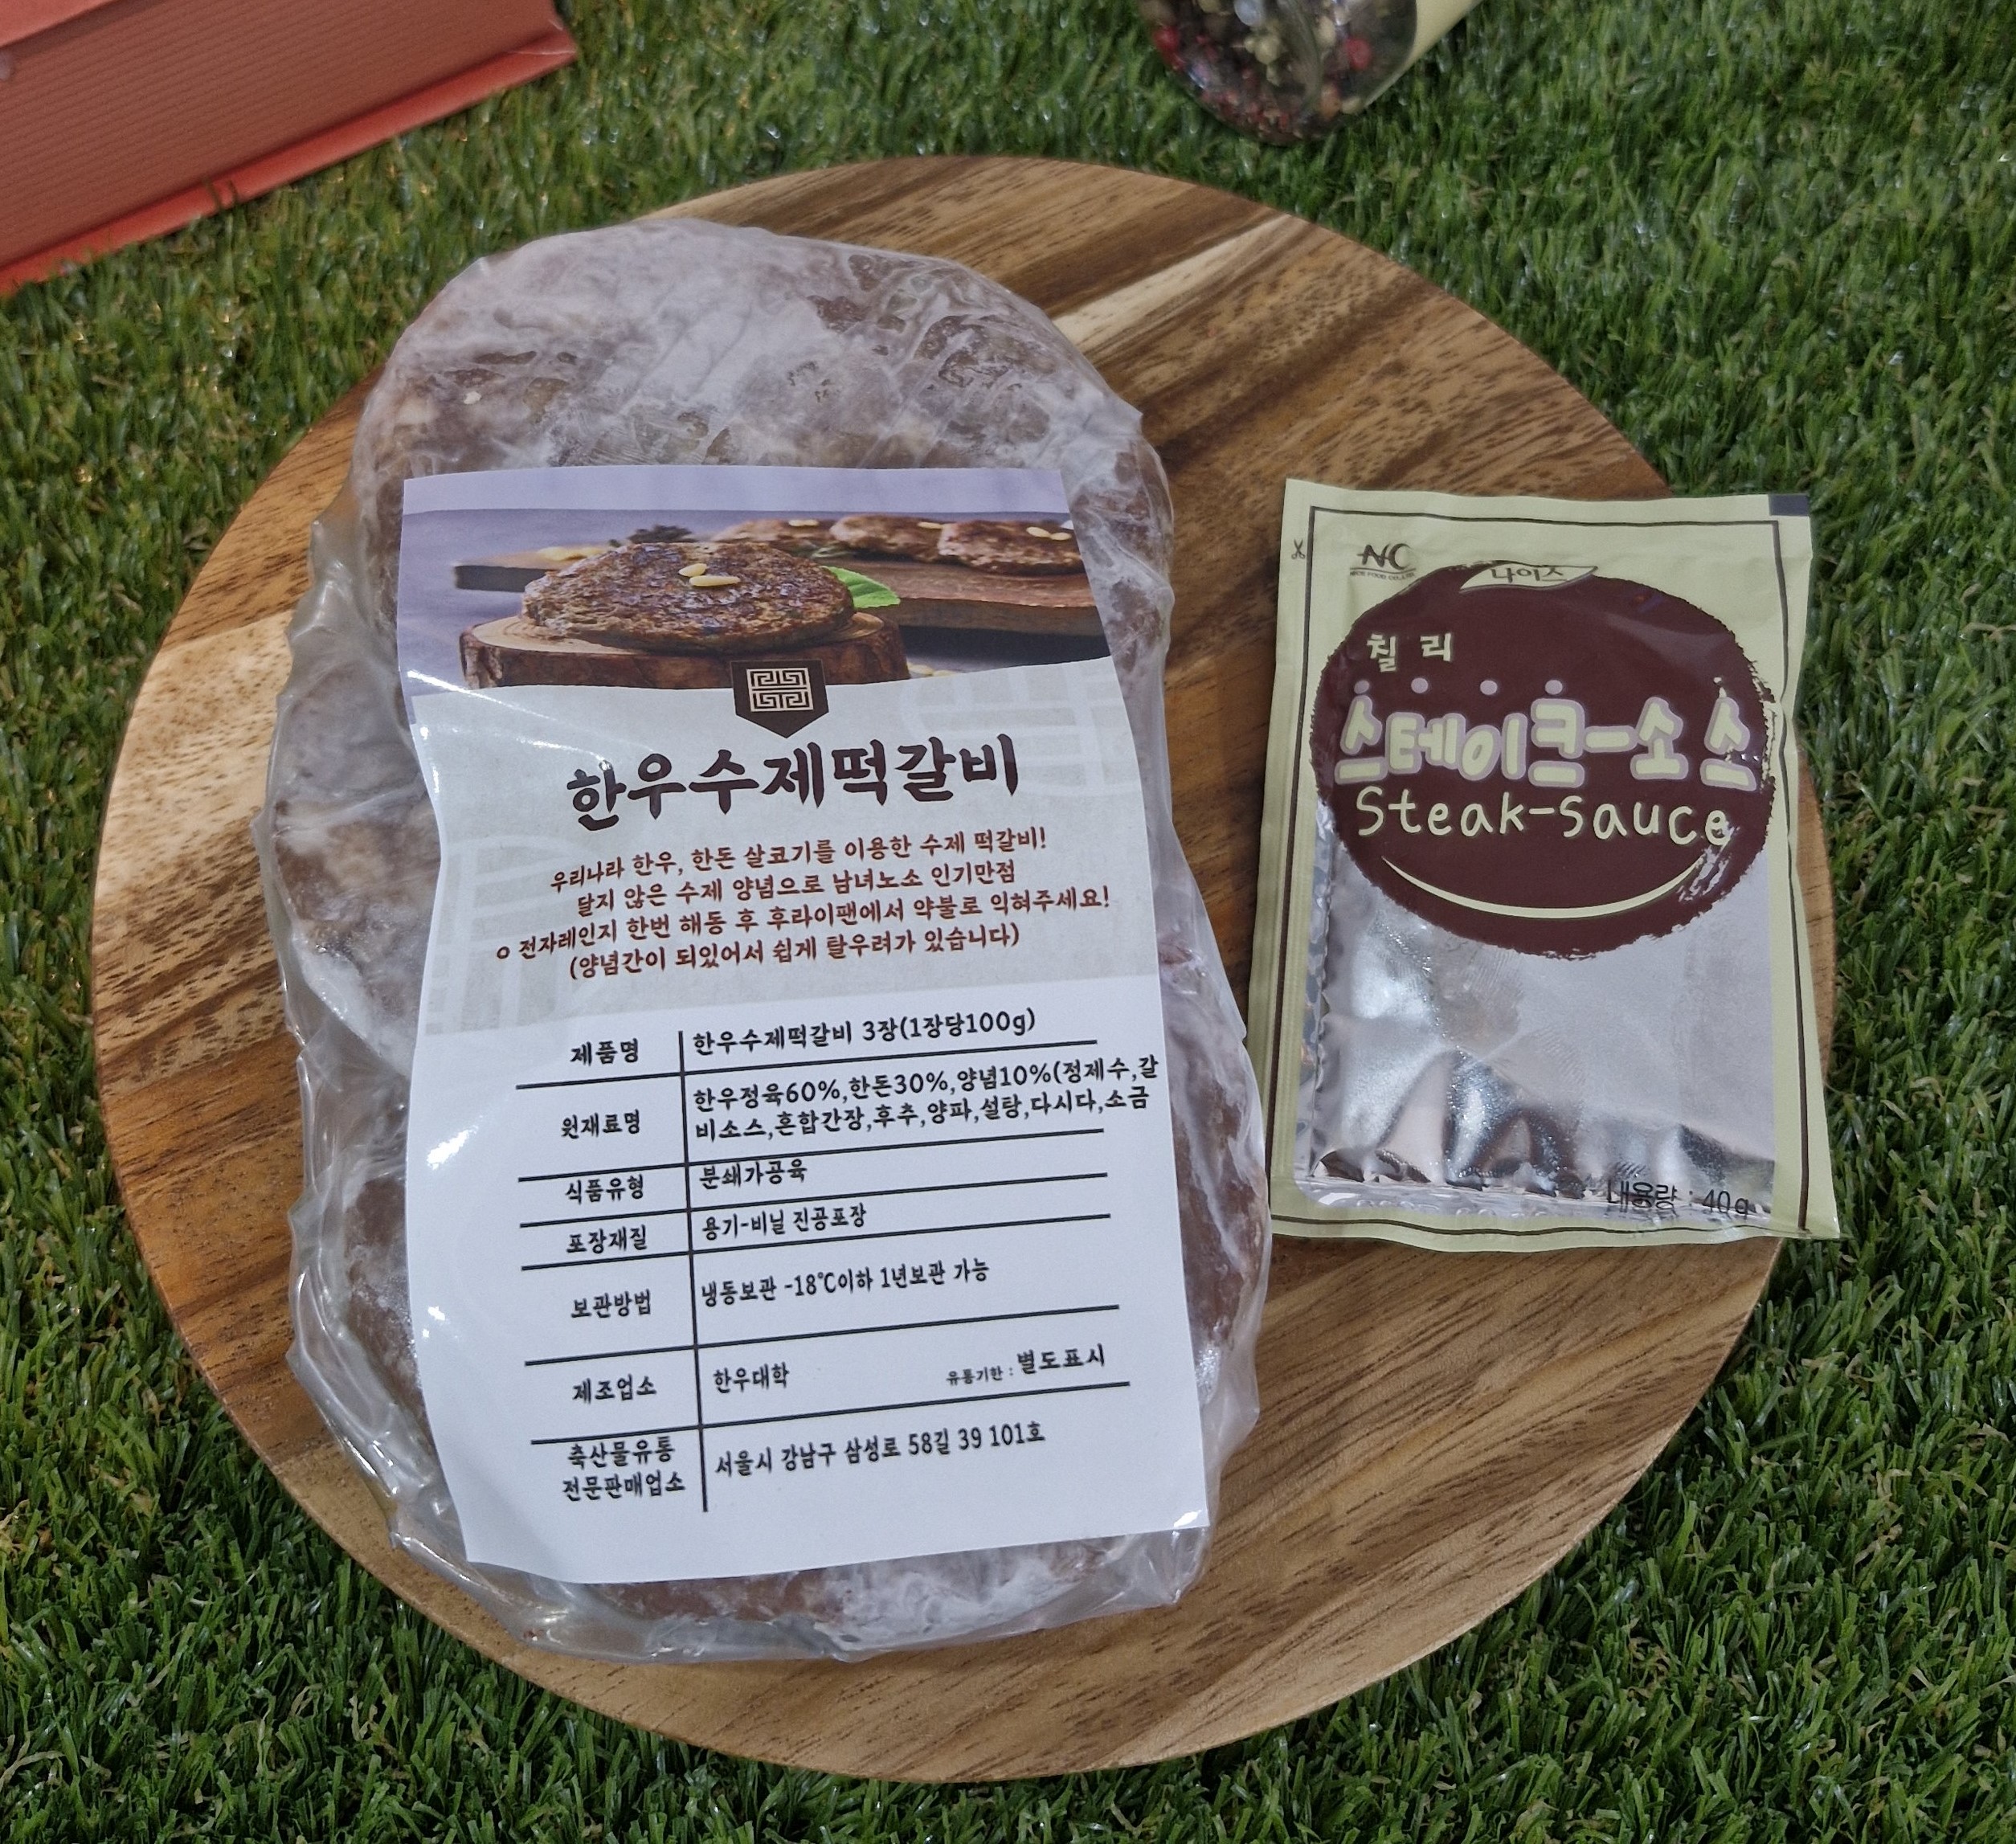 한우수제떡갈비
우리나라 한우, 한돈 살코기를 이용한 수제 떡갈비!
달지 않은 수제 양념으로 남녀노소 인기만점
ㅇ 전자레인지 한번 해동 후 후라이팬에서 약불로 익혀주세요!
(양념간이 되있어서 쉽게 탈우려가 있습니다)
제품명 한우수제떡갈비 3장(1장당100g)
원재료명 한우정육60%,한돈30%,양념10%(정제수,갈
비소스,혼합간장,후추,양파,설탕,다시다,소금
식품유형 분쇄가공육
포장재질 용기-비닐 진공포장
보관방법 냉동보관 -18℃이하 1년보관 가능
제조업소 한우대학 유통기한 : 별도표시
축산물유통
전문판매업소 서울시 강남구 삼성로 58길 39 101호
NC
나이스
칠리
스테이크-소스
Steak-Sauce
내용량 : 40g